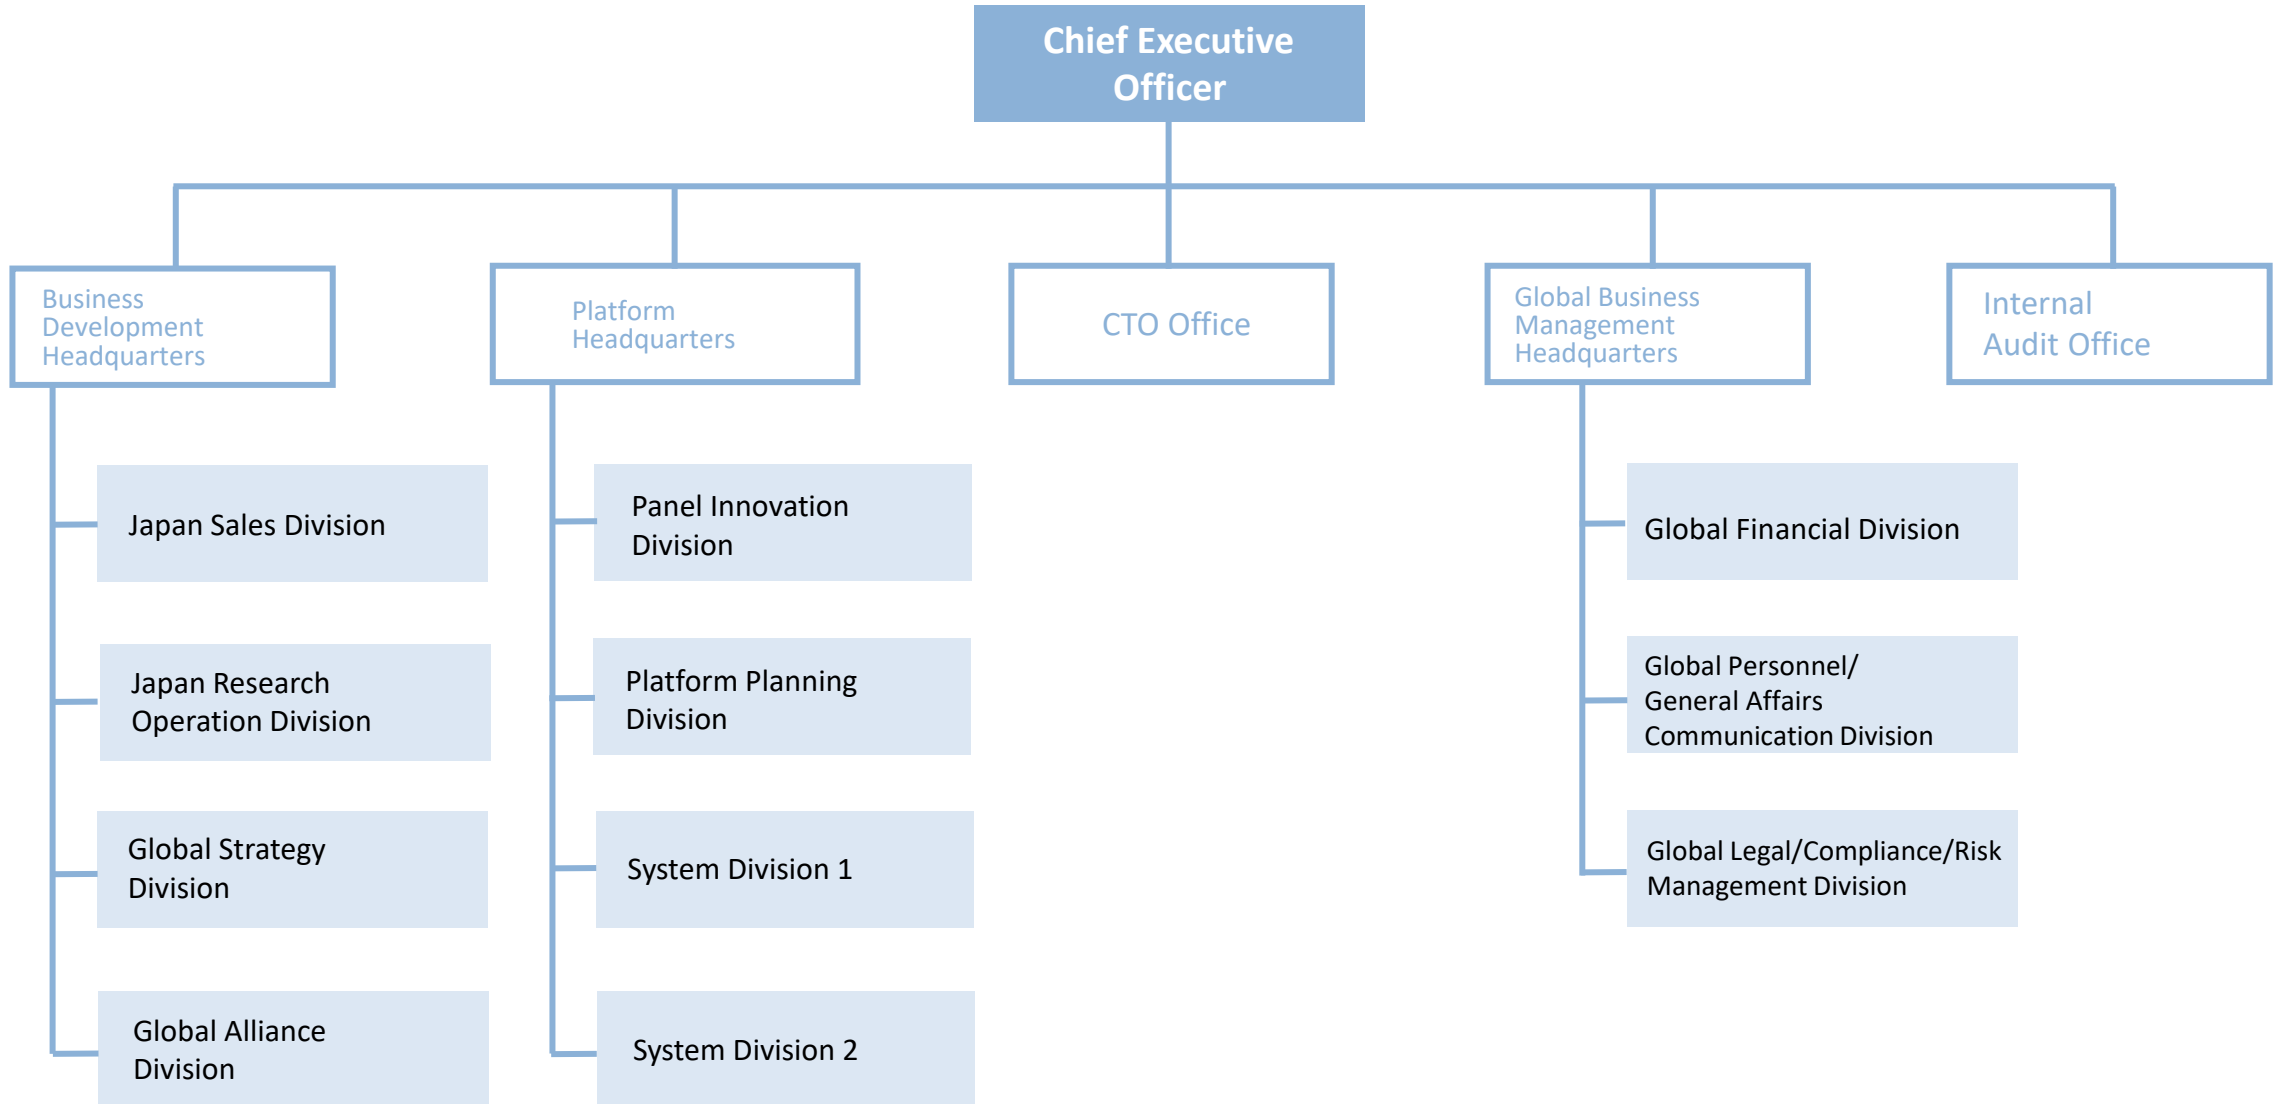 Chief Executive
Officer
Business
Development
Headquarters
Platform
Headquarters
CTO Office
Global Business
Management
Headquarters
Internal
Audit Office
Japan Sales Division
Japan Research
Operation Division
Global Strategy
Division
Global Alliance
Division
Panel Innovation
Division
Platform Planning
Division
System Division 1
System Division 2
Global Financial Division
Global Personnel/
General Affairs
Communication Division
Global Legal/Compliance/Risk
Management Division